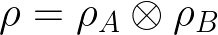 ρ = ρ_A ⊗ ρ_B